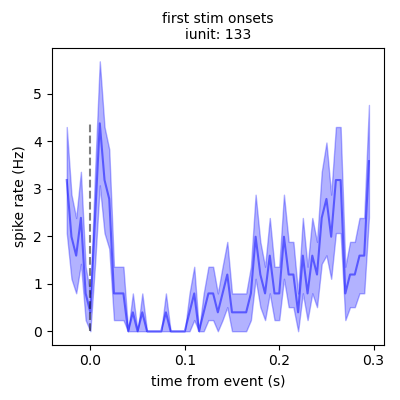 first stim onsets
iunit: 133
spike rate (Hz)
5
4
3
2
1
0
0.0 0.1 0.2 0.3
time from event (s)